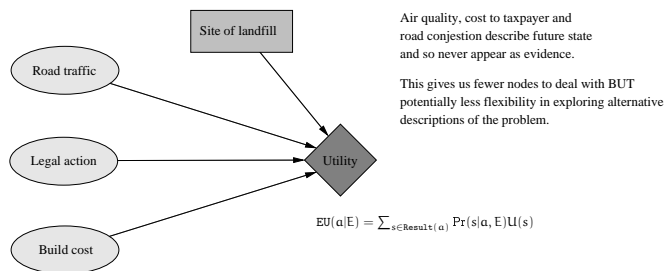 Site of landfill
Air quality, cost to taxpayer and
road conjestion describe future state
and so never appear as evidence.
This gives us fewer nodes to deal with BUT
potentially less flexibility in exploring alternative
descriptions of the problem.
Road traffic
Legal action
Utility
Build cost
EU(a|E) = ∑s∈Result(a) Pr(s|a, E)U(s)